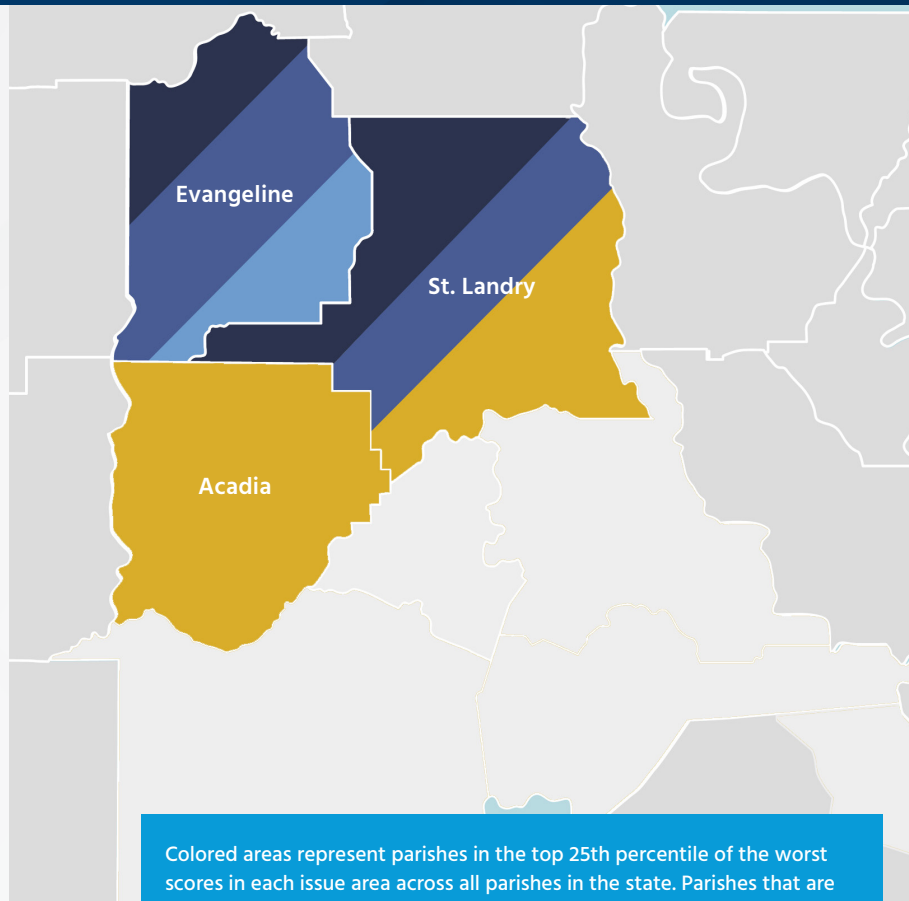 Evangeline
St. Landry
Acadia
Colored areas represent parishes in the top 25th percentile of the worst
scores in each issue area across all parishes in the state. Parishes that are